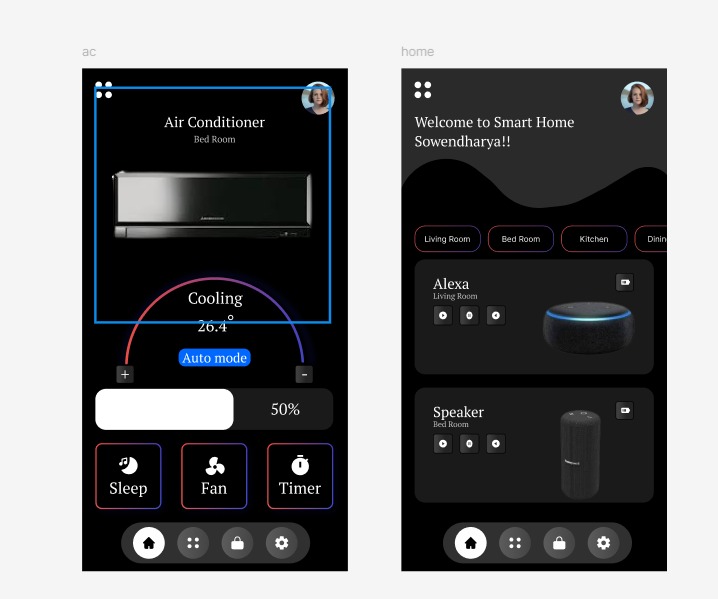 ac
Air Conditioner
Bed Room
Cooling
26.4°
Auto mode
+
-
50%
Sleep
Fan
Timer
home
Welcome to Smart Home
Sowendharya!!
Living Room
Bed Room
Kitchen
Dinin
Alexa
Living Room
Speaker
Bed Room